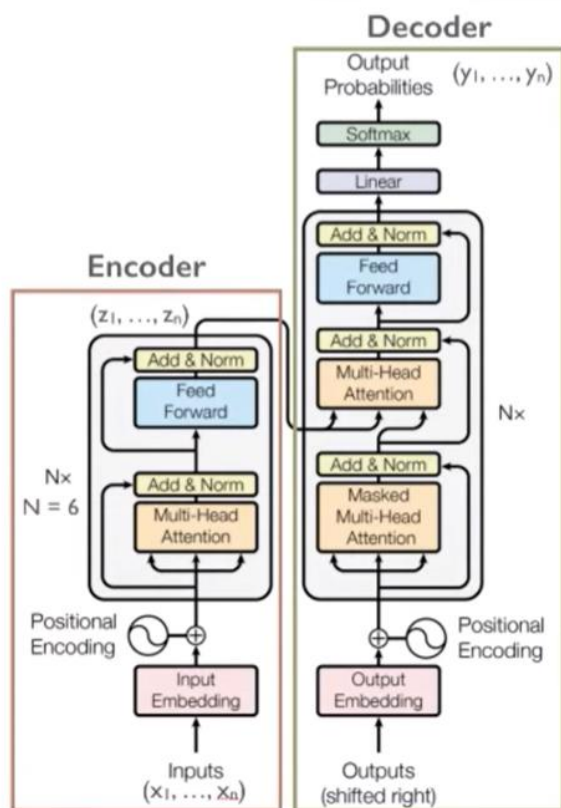 Decoder
Output
Probabilities
(y₁, …, yₙ)
Softmax
Linear
Add & Norm
Feed
Forward
Add & Norm
Multi-Head
Attention
Nx
Add & Norm
Masked
Multi-Head
Attention
Positional
Encoding
Output
Embedding
Outputs
(shifted right)
Encoder
(z₁, …, zₙ)
Add & Norm
Feed
Forward
Nx
N = 6
Add & Norm
Multi-Head
Attention
Positional
Encoding
Input
Embedding
Inputs
(x₁, …, xₙ)